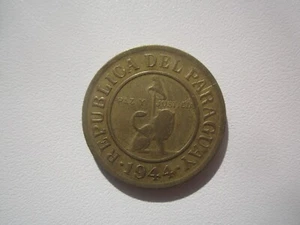 REPUBLICA DEL PARAGUAY
PAZ Y JUSTICIA
1944